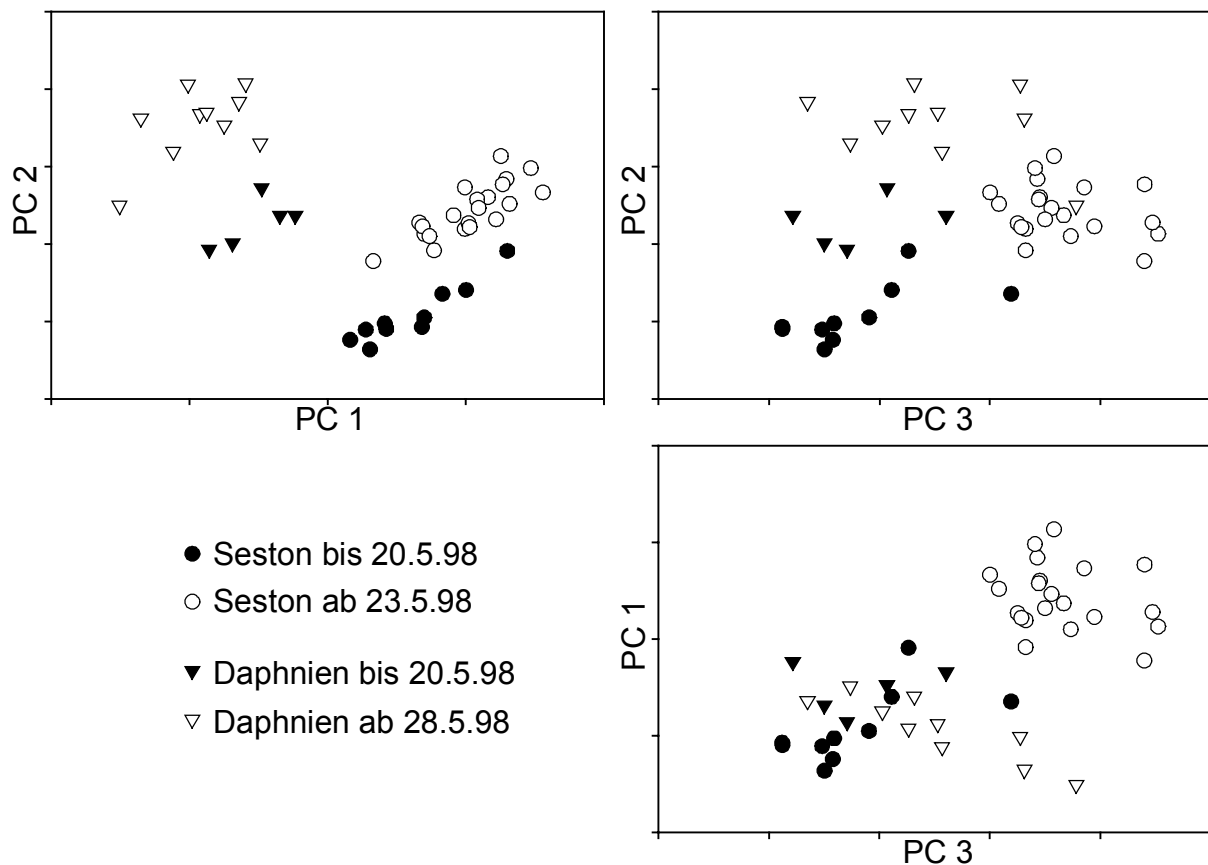 PC 2
PC 1
PC 2
PC 3
Seston bis 20.5.98
Seston ab 23.5.98
Daphnien bis 20.5.98
Daphnien ab 28.5.98
PC 1
PC 3